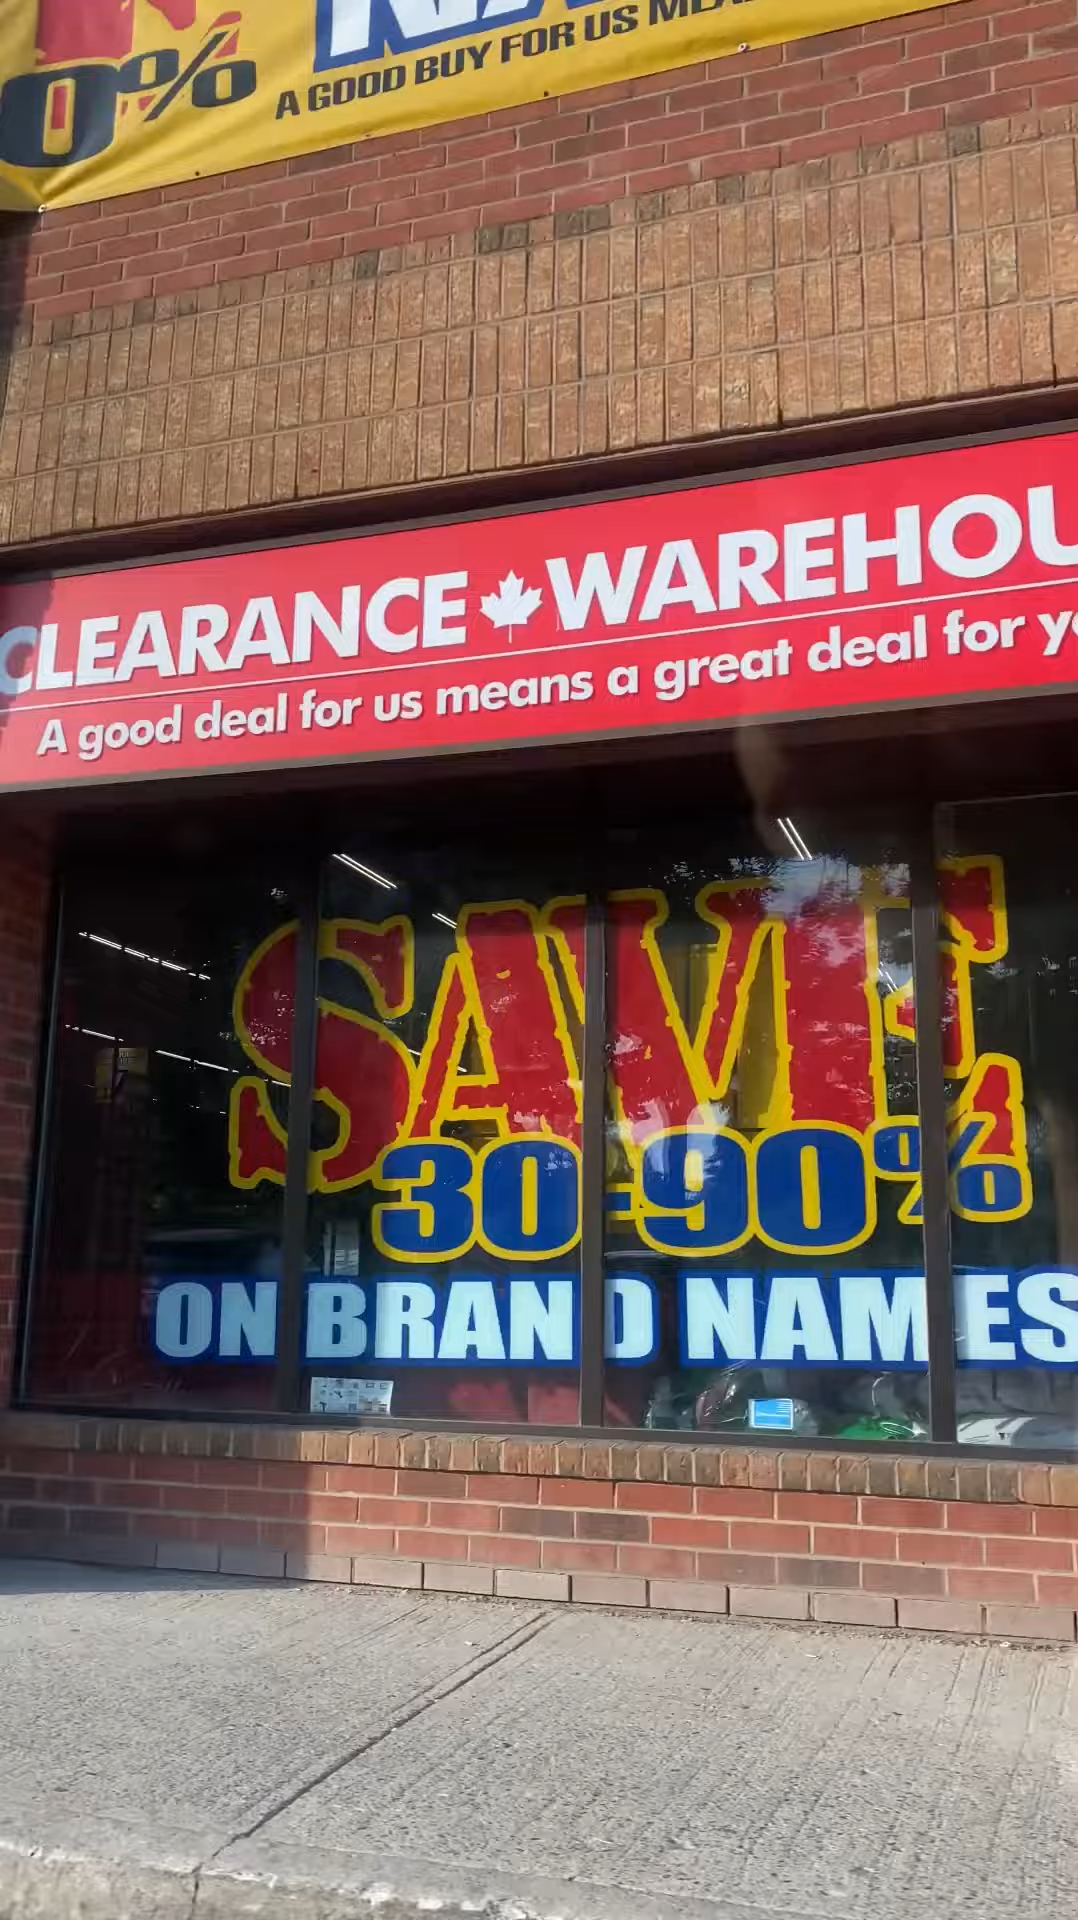 0%
A GOOD BUY FOR US
CLEARANCE WAREHOU
A good deal for us means a great deal for
SAVE
30-90%
ON BRAND NAMES